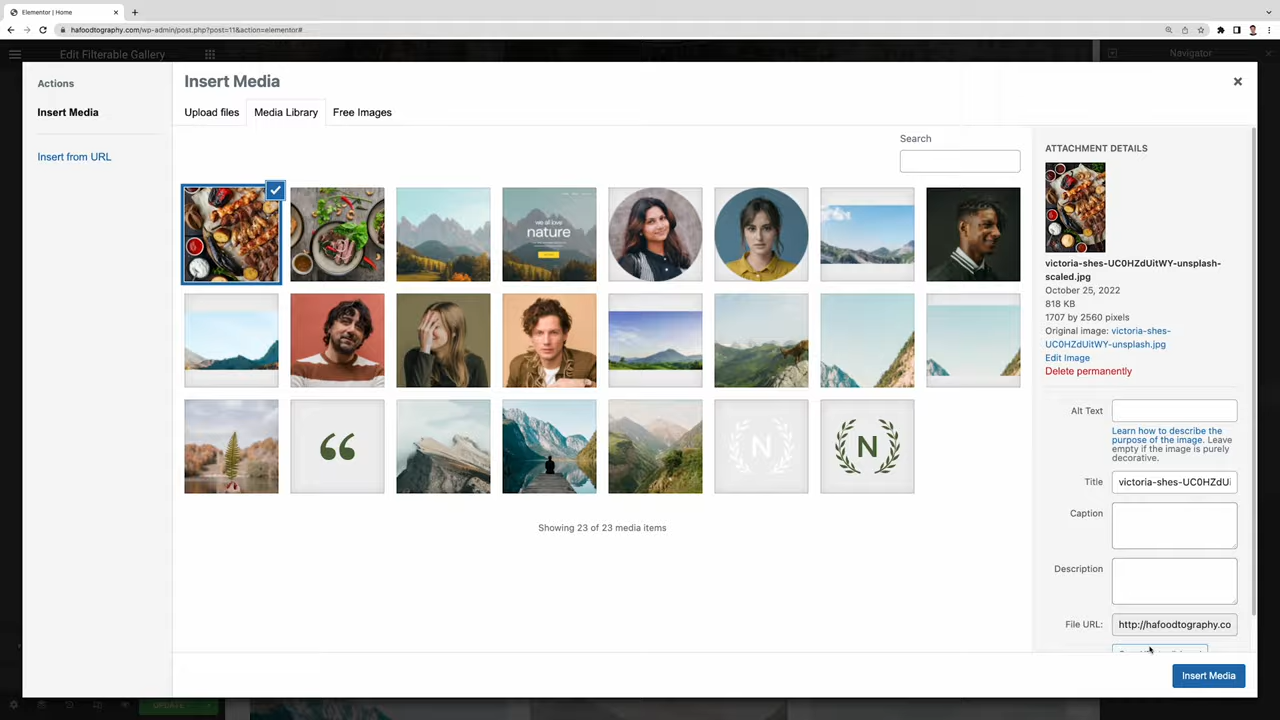 Elementor | Home
hafoodtography.com/wp-admin/post.php?post=11&action=elementor#...
Edit Filterable Gallery
Navigator
Actions
Insert Media
Insert from URL
Insert Media
Upload files
Media Library
Free Images
Search
we all love
nature
“
N
N
Showing 23 of 23 media items
ATTACHMENT DETAILS
victoria-shes-UC0HZdUitWY-unsplash-
scaled.jpg
October 25, 2022
818 KB
1707 by 2560 pixels
Original image: victoria-shes-
UC0HZdUitWY-unsplash.jpg
Edit Image
Delete permanently
Alt Text
Learn how to describe the
purpose of the image. Leave
empty if the image is purely
decorative.
Title
victoria-shes-UC0HZdUi
Caption
Description
File URL:
http://hafoodtography.co
Insert Media
UPDATE